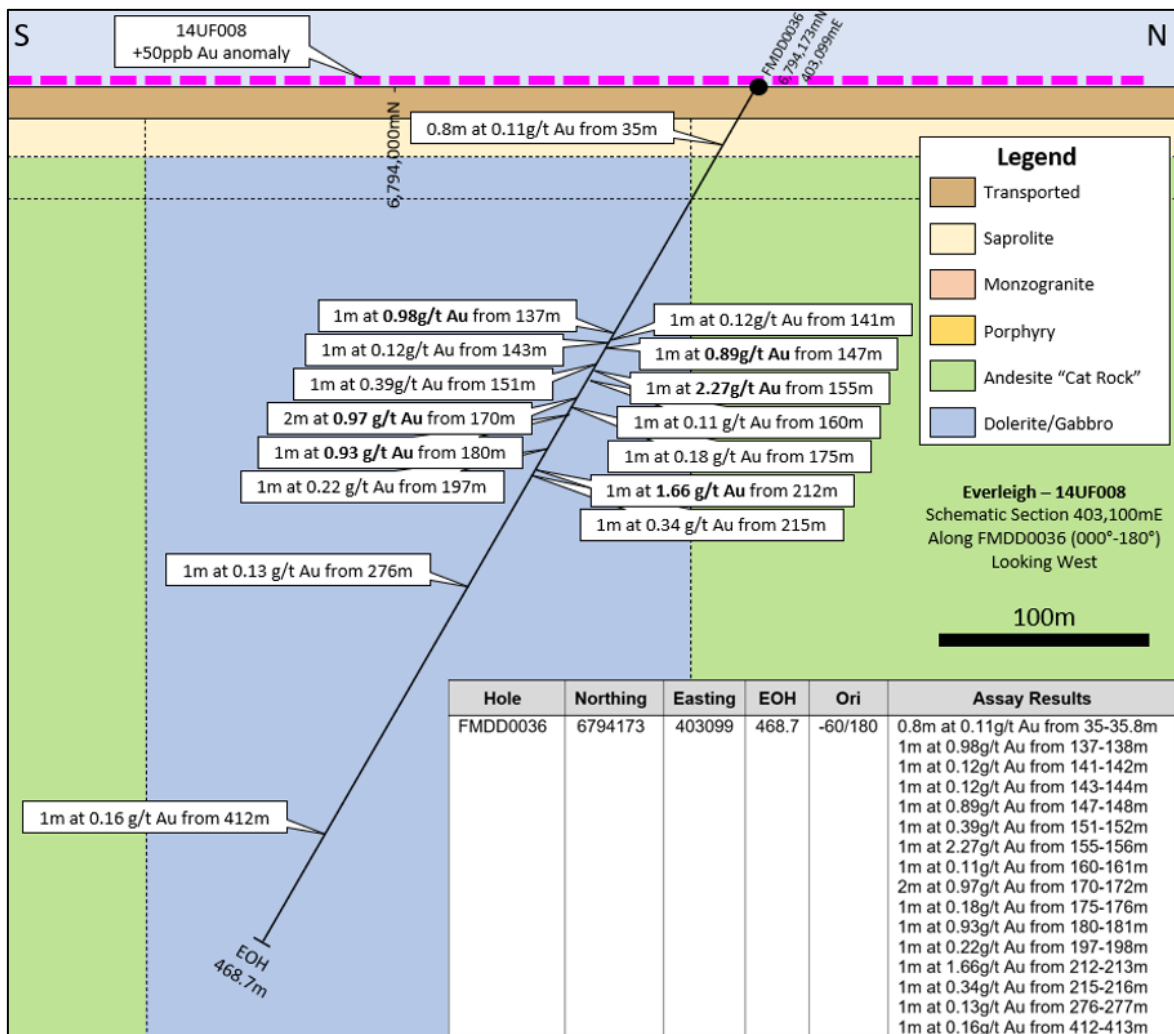 S
14UF008
+50ppb Au anomaly
FMDD0036
6,794,173mN
403,099mE
N
0.8m at 0.11g/t Au from 35m
6,794,000mN
Legend
Transported
Saprolite
Monzogranite
Porphyry
Andesite “Cat Rock”
Dolerite/Gabbro
1m at 0.98g/t Au from 137m
1m at 0.12g/t Au from 141m
1m at 0.12g/t Au from 143m
1m at 0.89g/t Au from 147m
1m at 0.39g/t Au from 151m
1m at 2.27g/t Au from 155m
2m at 0.97 g/t Au from 170m
1m at 0.11 g/t Au from 160m
1m at 0.93 g/t Au from 180m
1m at 0.18 g/t Au from 175m
1m at 0.22 g/t Au from 197m
1m at 1.66 g/t Au from 212m
1m at 0.34 g/t Au from 215m
Everleigh – 14UF008
Schematic Section 403,100mE
Along FMDD0036 (000°-180°)
Looking West
100m
1m at 0.13 g/t Au from 276m
1m at 0.16 g/t Au from 412m
EOH
468.7m
Hole Northing Easting EOH Ori Assay Results
FMDD0036 6794173 403099 468.7 -60/180 0.8m at 0.11g/t Au from 35-35.8m
1m at 0.98g/t Au from 137-138m
1m at 0.12g/t Au from 141-142m
1m at 0.12g/t Au from 143-144m
1m at 0.89g/t Au from 147-148m
1m at 0.39g/t Au from 151-152m
1m at 2.27g/t Au from 155-156m
1m at 0.11g/t Au from 160-161m
2m at 0.97g/t Au from 170-172m
1m at 0.18g/t Au from 175-176m
1m at 0.93g/t Au from 180-181m
1m at 0.22g/t Au from 197-198m
1m at 1.66g/t Au from 212-213m
1m at 0.34g/t Au from 215-216m
1m at 0.13g/t Au from 276-277m
1m at 0.16g/t Au from 412-413m